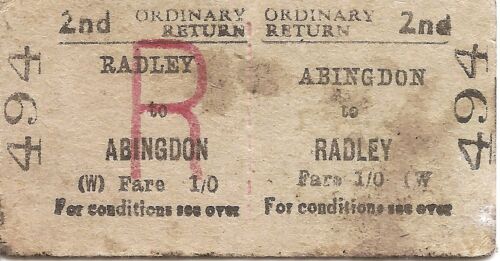 494
2nd ORDINARY
RETURN
RADLEY
to
ABINGDON
(W) Fare 1/0
For conditions see over
R
ORDINARY 2nd
RETURN
ABINGDON
to
RADLEY
Fare 1/0 (W
For conditions see over
494